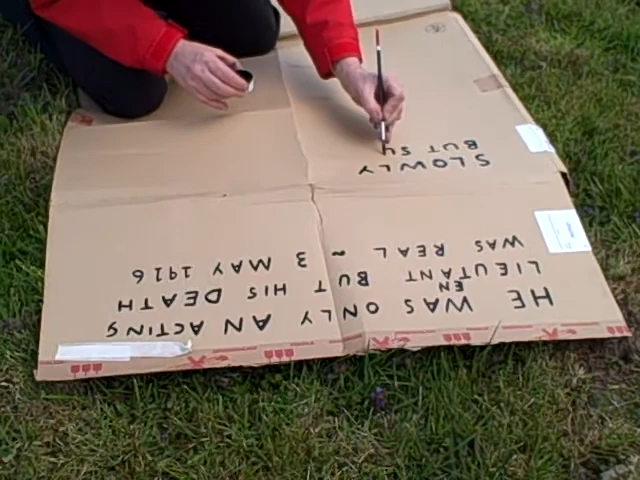 HE WAS ONLY AN ACTING
EN
LIEUTANT BUT HIS DEATH
WAS REAL ~ 3 MAY 1916
SLOWLY
BUT SU